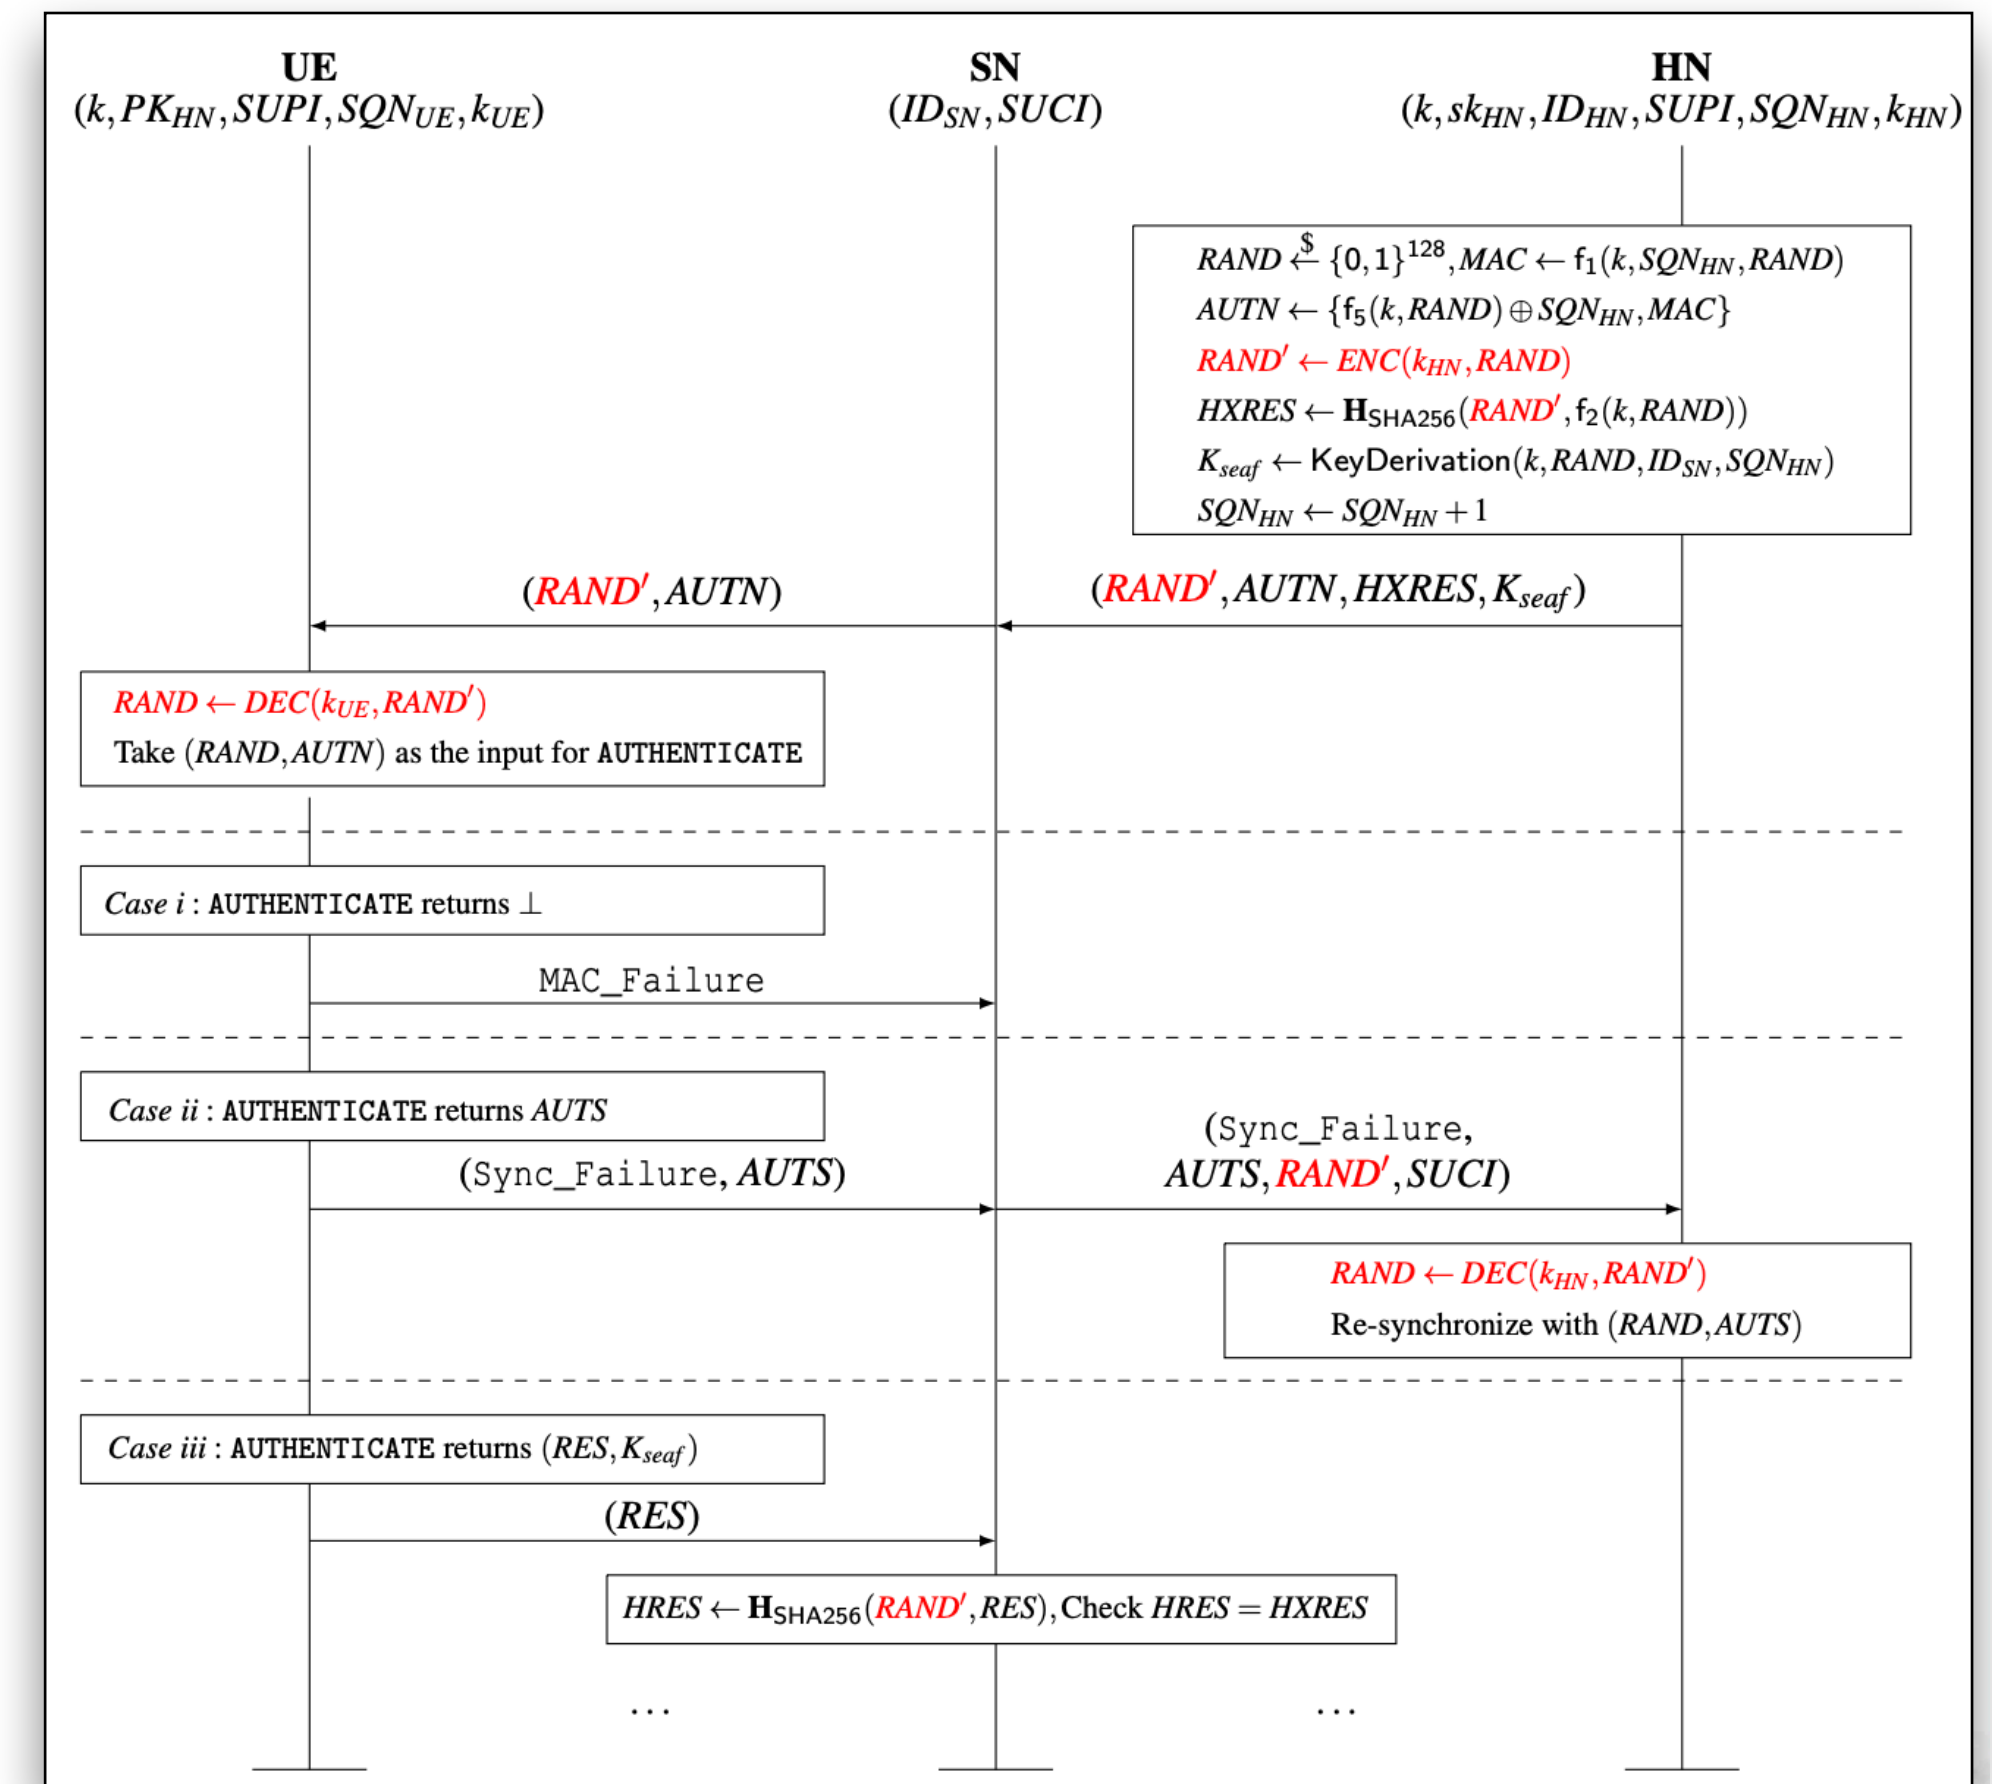 UE
SN
HN
(k, PK_HN, SUPI, SQN_UE, k_UE)
(ID_SN, SUCI)
(k, sk_HN, ID_HN, SUPI, SQN_HN, k_HN)
RAND ←$ {0,1}^128, MAC ← f1(k, SQN_HN, RAND)
AUTN ← {f5(k, RAND) ⊕ SQN_HN, MAC}
RAND′ ← ENC(k_HN, RAND)
HXRES ← H_SHA256(RAND′, f2(k, RAND))
K_seaf ← KeyDerivation(k, RAND, ID_SN, SQN_HN)
SQN_HN ← SQN_HN + 1
(RAND′, AUTN)
(RAND′, AUTN, HXRES, K_seaf)
RAND ← DEC(k_UE, RAND′)
Take (RAND, AUTN) as the input for AUTHENTICATE
Case i : AUTHENTICATE returns ⊥
MAC_Failure
Case ii : AUTHENTICATE returns AUTS
(Sync_Failure, AUTS)
(Sync_Failure,
AUTS, RAND′, SUCI)
RAND ← DEC(k_HN, RAND′)
Re-synchronize with (RAND, AUTS)
Case iii : AUTHENTICATE returns (RES, K_seaf)
(RES)
HRES ← H_SHA256(RAND′, RES), Check HRES = HXRES
...
...